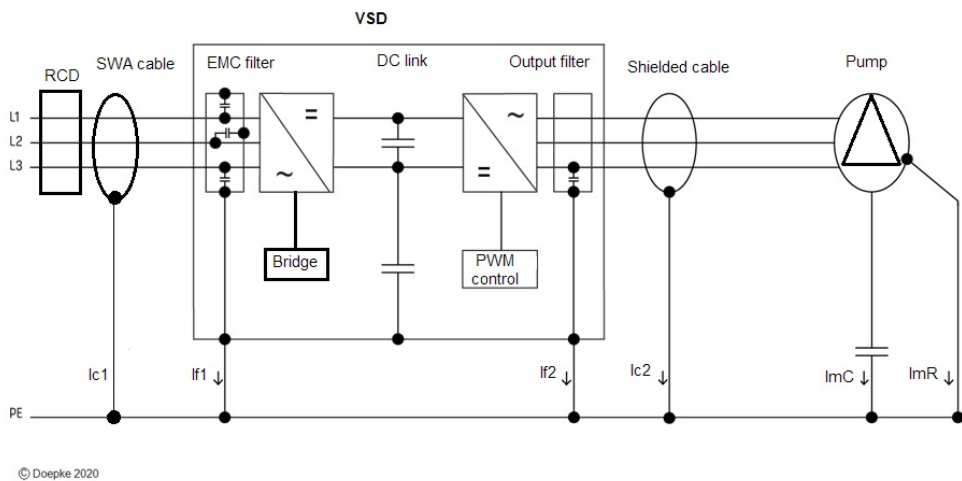 VSD
SWA cable
EMC filter
DC link
Output filter
Shielded cable
Pump
RCD
L1
L2
L3
=
~
~
=
Bridge
PWM
control
Ic1
If1
If2
Ic2
ImC
ImR
PE
© Doepke 2020